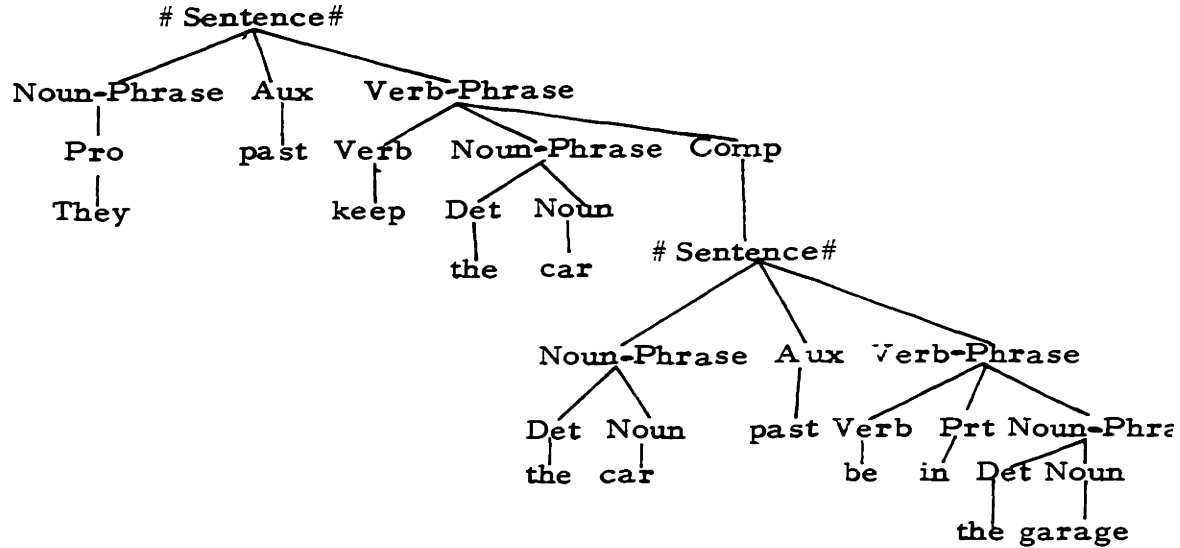 # Sentence#
Noun-Phrase Aux Verb-Phrase
Pro past Verb Noun-Phrase Comp
They keep Det Noun
the car # Sentence#
Noun-Phrase Aux Verb-Phrase
Det Noun past Verb Prt Noun-Phra
the car be in Det Noun
the garage